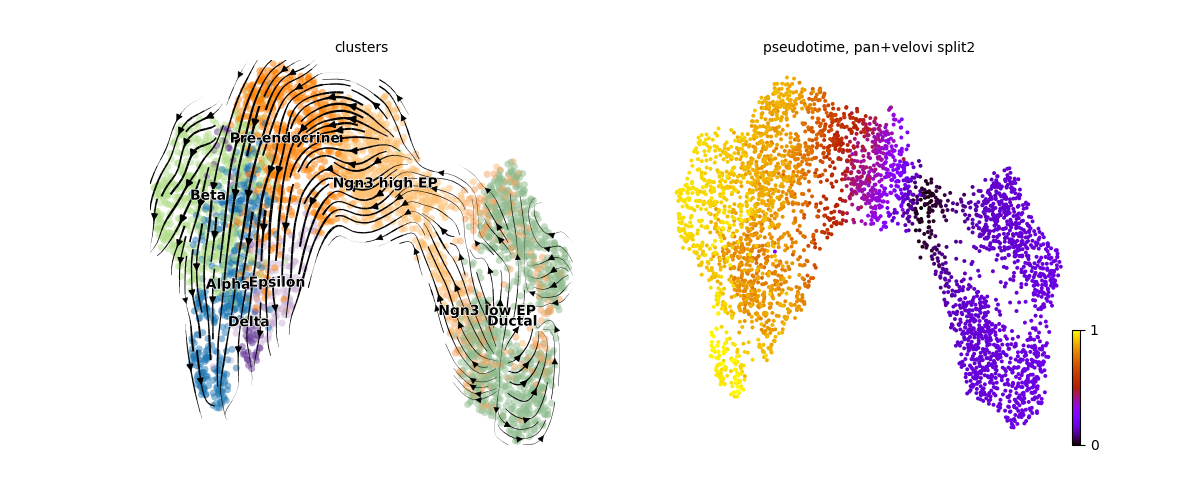 clusters
pseudotime, pan+velovi split2
Pre-endocrine
Ngn3 high EP
Beta
Alpha
Epsilon
Ngn3 low EP
Delta
Ductal
1
0